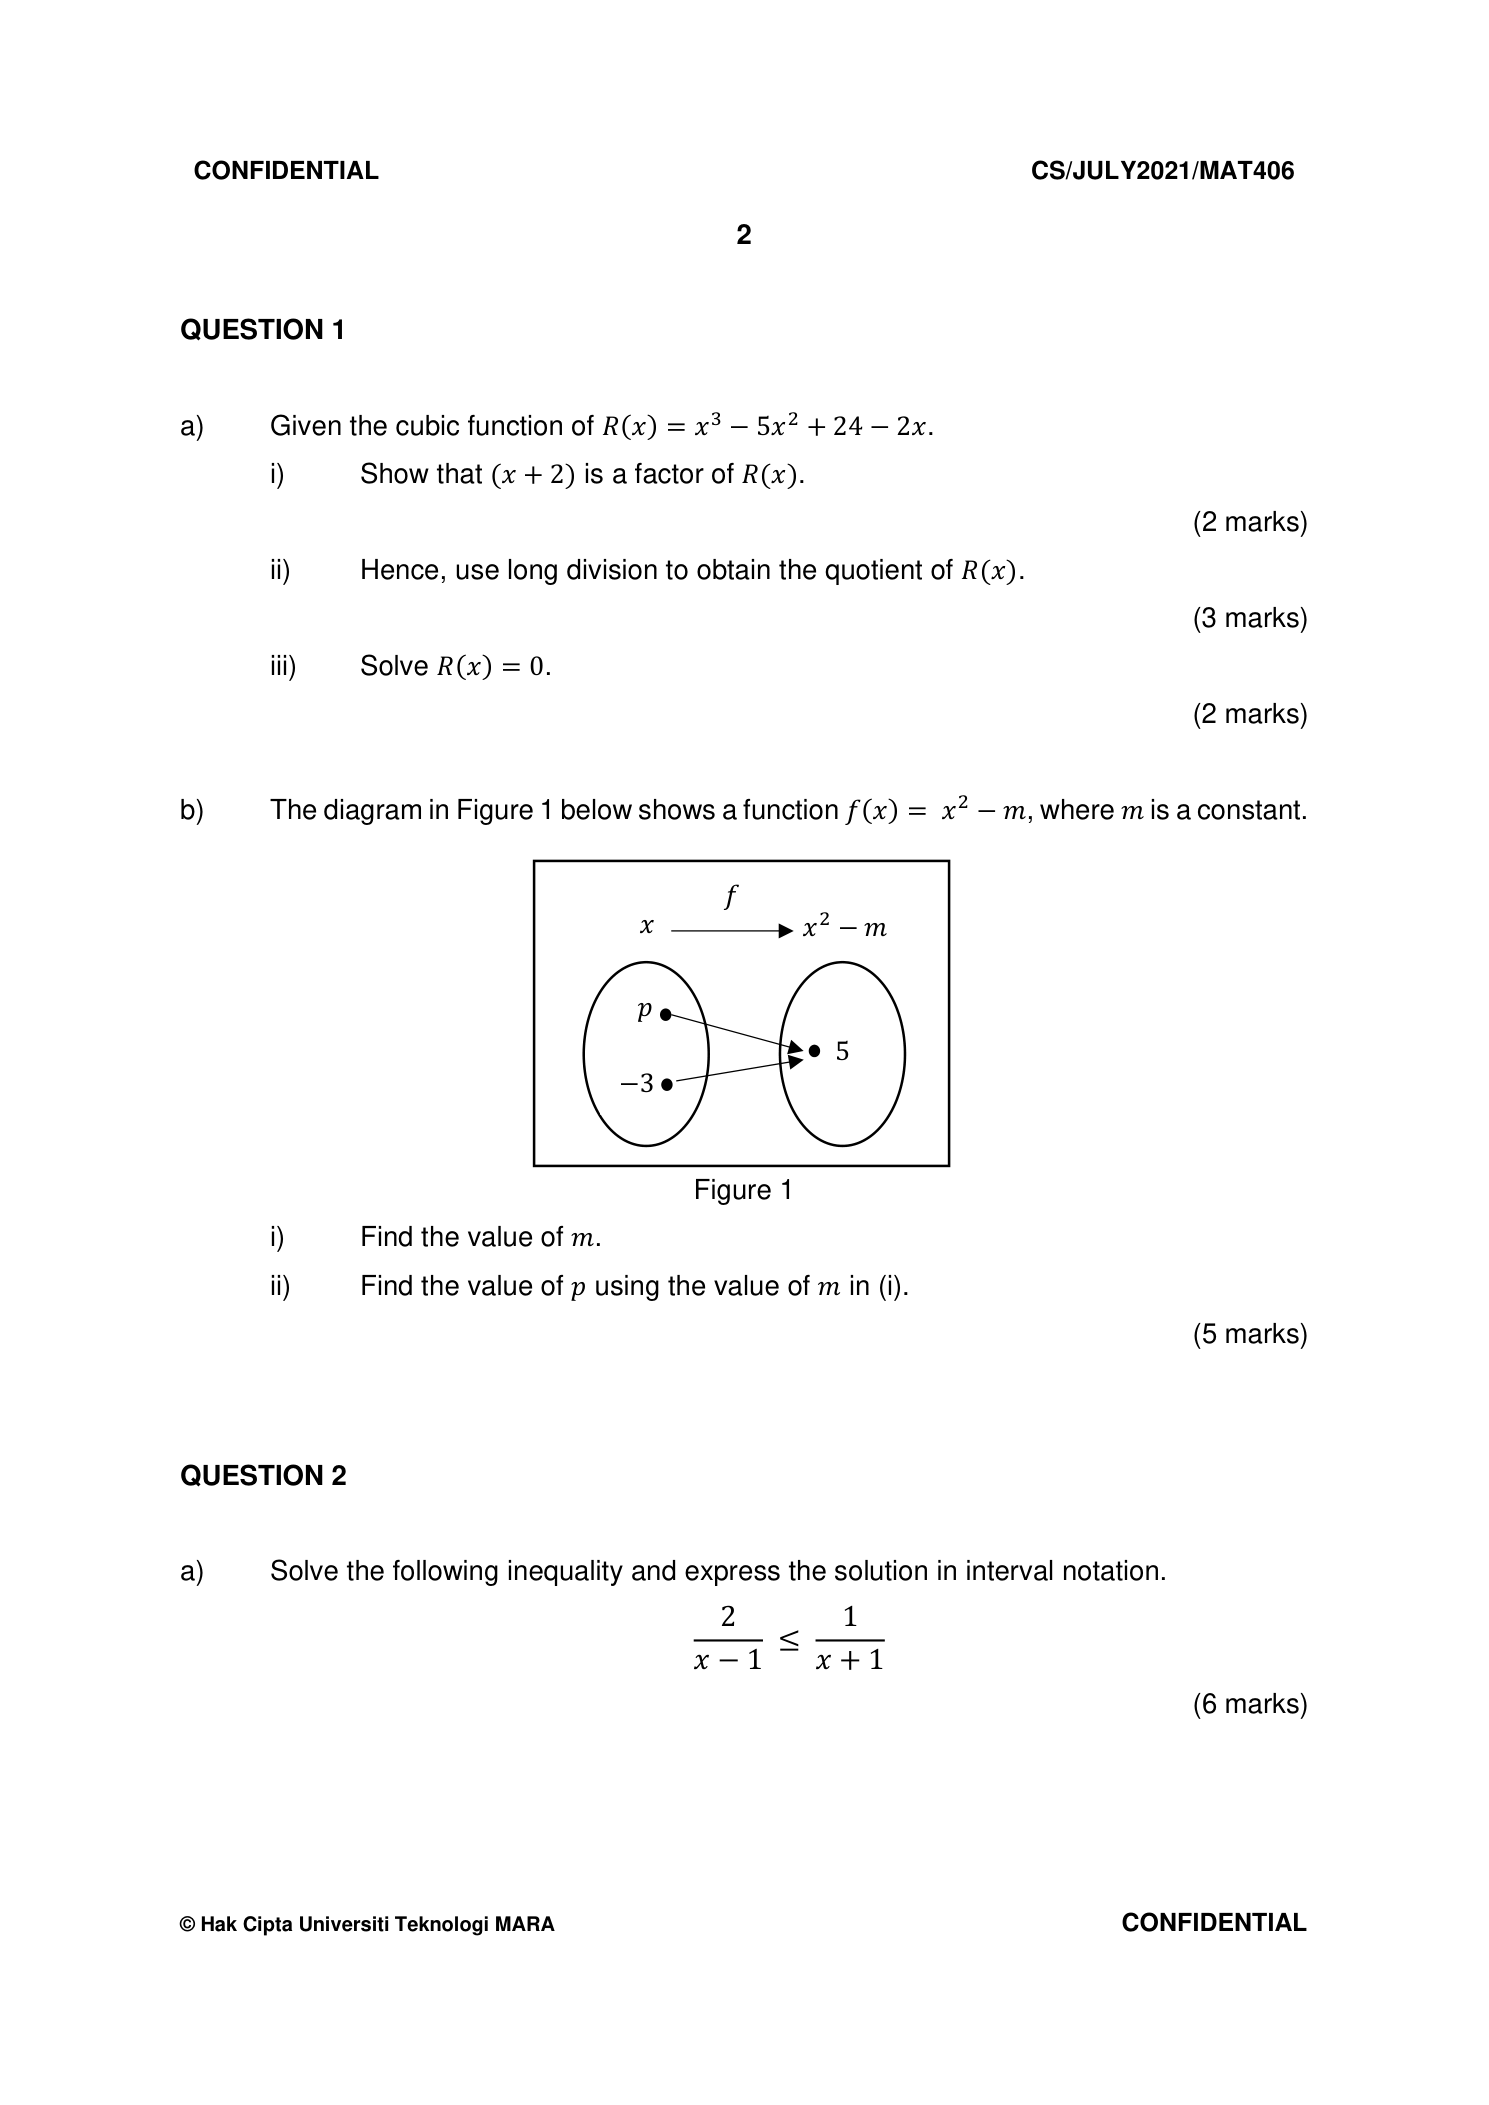 CONFIDENTIAL CS/JULY2021/MAT406
2
QUESTION 1
a) Given the cubic function of R(x) = x³ − 5x² + 24 − 2x.
i) Show that (x + 2) is a factor of R(x).
(2 marks)
ii) Hence, use long division to obtain the quotient of R(x).
(3 marks)
iii) Solve R(x) = 0.
(2 marks)
b) The diagram in Figure 1 below shows a function f(x) = x² − m, where m is a constant.
f
x x² − m
p
5
−3
Figure 1
i) Find the value of m.
ii) Find the value of p using the value of m in (i).
(5 marks)
QUESTION 2
a) Solve the following inequality and express the solution in interval notation.
2/(x − 1) ≤ 1/(x + 1)
(6 marks)
© Hak Cipta Universiti Teknologi MARA CONFIDENTIAL